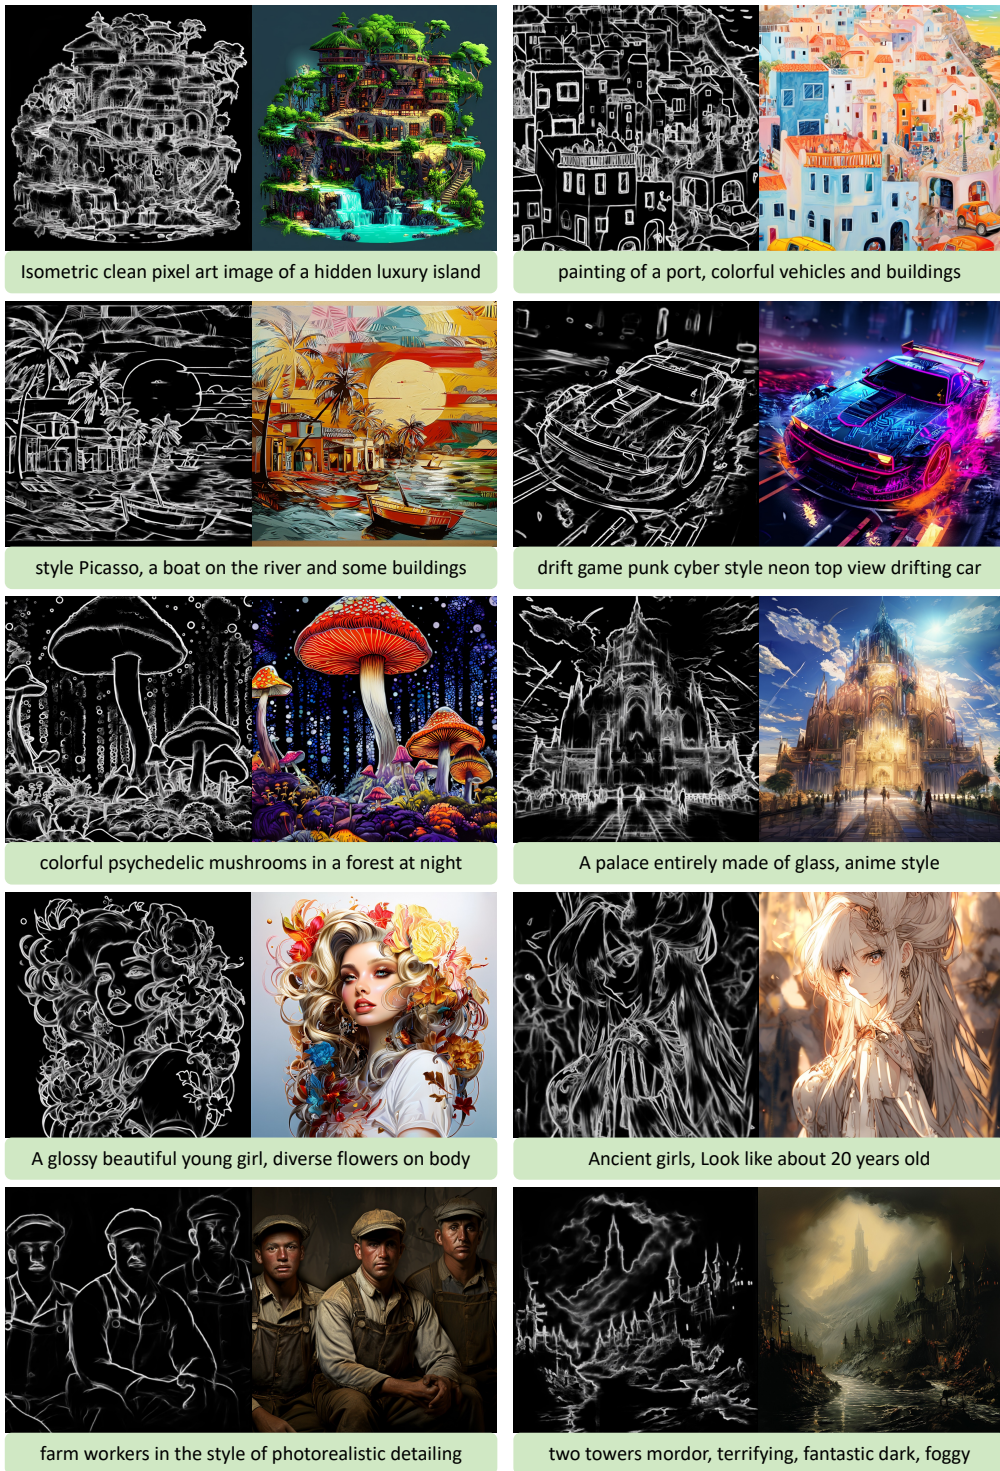 Isometric clean pixel art image of a hidden luxury island
painting of a port, colorful vehicles and buildings
style Picasso, a boat on the river and some buildings
drift game punk cyber style neon top view drifting car
colorful psychedelic mushrooms in a forest at night
A palace entirely made of glass, anime style
A glossy beautiful young girl, diverse flowers on body
Ancient girls, Look like about 20 years old
farm workers in the style of photorealistic detailing
two towers mordor, terrifying, fantastic dark, foggy